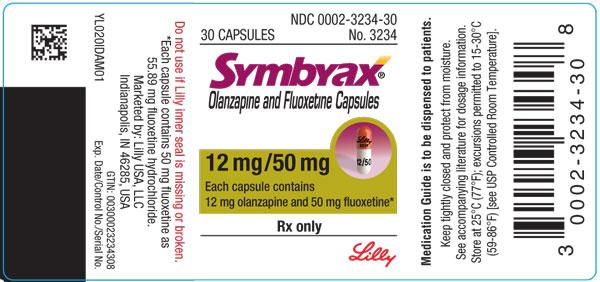 YL020IDAM01
Do not use if Lilly inner seal is missing or broken.
*Each capsule contains 50 mg fluoxetine as
55.89 mg fluoxetine hydrochloride.
Marketed by: Lilly USA, LLC
Indianapolis, IN 46285, USA
GTIN: 00300023234308
Exp. Date/Control No./Serial No.
NDC 0002-3234-30
30 CAPSULES No. 3234
Symbyax®
Olanzapine and Fluoxetine Capsules
Lilly
3234
12/50
12 mg/50 mg
Each capsule contains
12 mg olanzapine and 50 mg fluoxetine*
Rx only
Lilly
Medication Guide is to be dispensed to patients.
Keep tightly closed and protect from moisture.
See accompanying literature for dosage information.
Store at 25°C (77°F); excursions permitted to 15-30°C
(59-86°F) [see USP Controlled Room Temperature].
3 0002-3234-30 8